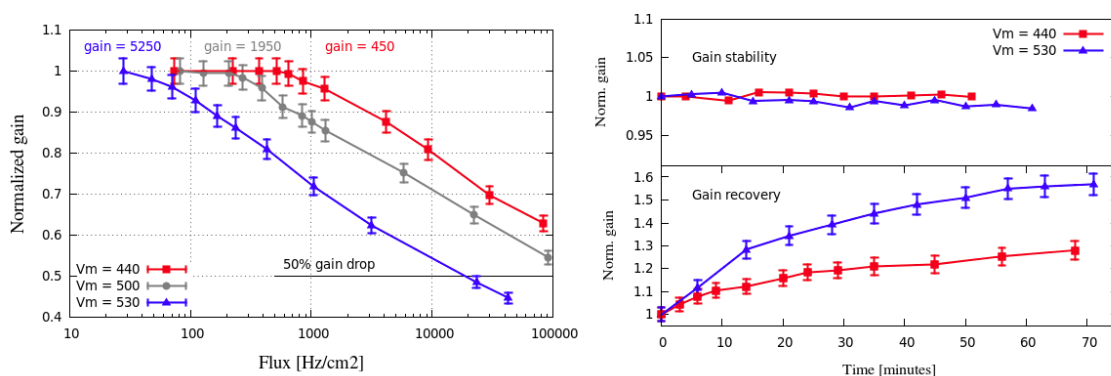 1.1
1
0.9
0.8
0.7
0.6
0.5
0.4
Normalized gain
gain = 5250
gain = 1950
gain = 450
50% gain drop
Vm = 440
Vm = 500
Vm = 530
10
100
1000
10000
100000
Flux [Hz/cm2]
1.1
1.05
1
0.95
Norm. gain
Gain stability
Vm = 440
Vm = 530
1.6
1.5
1.4
1.3
1.2
1.1
1
Norm. gain
Gain recovery
0
10
20
30
40
50
60
70
Time [minutes]